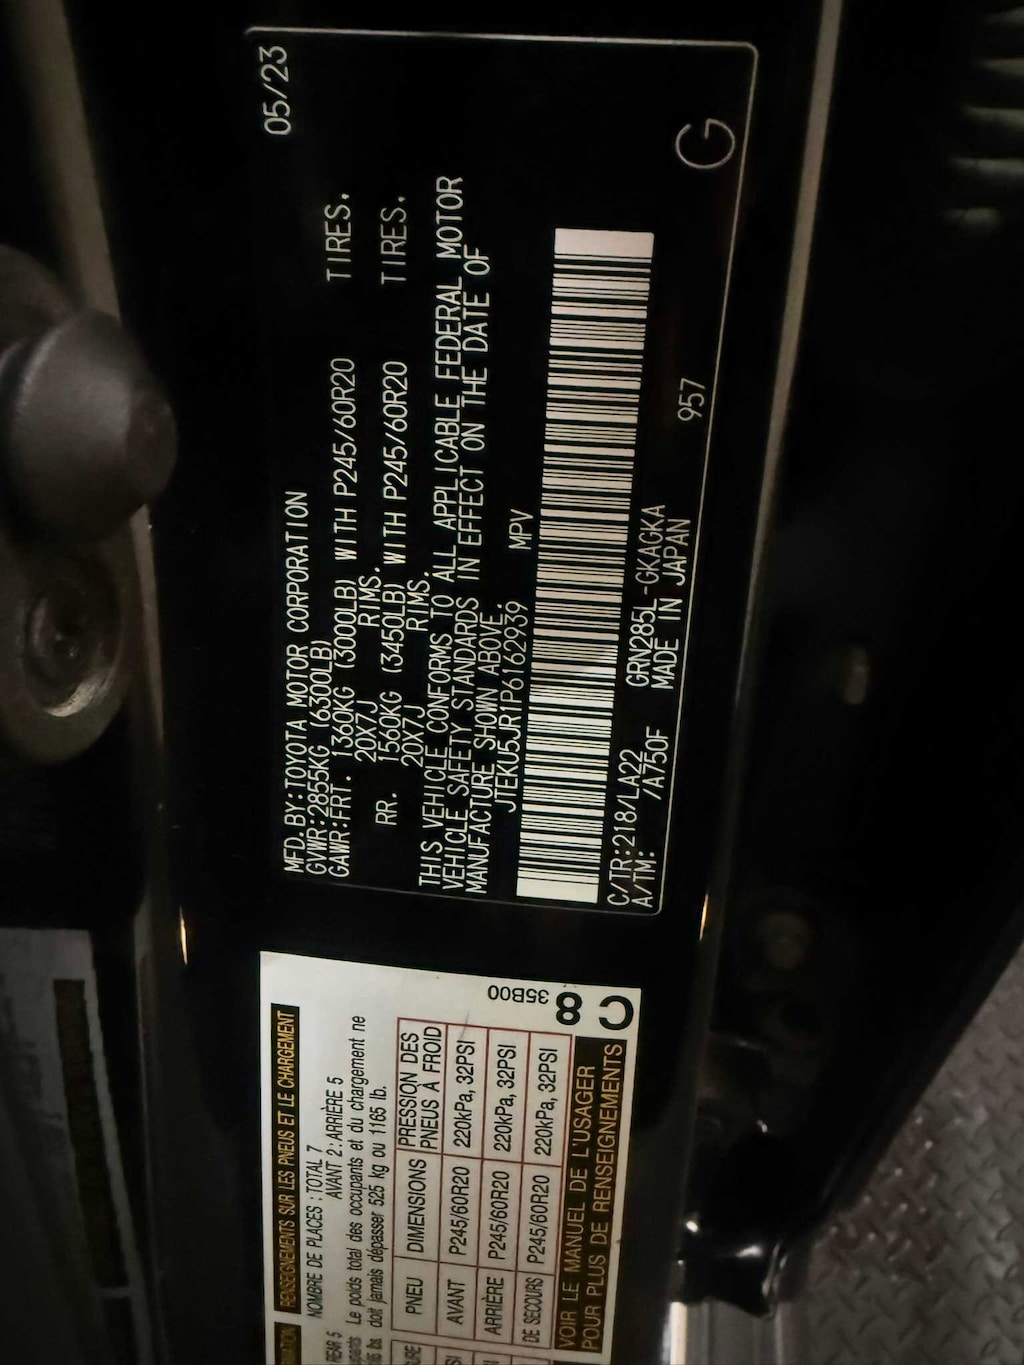 05/23
MFD.BY:TOYOTA MOTOR CORPORATION
GVWR:2855KG (6300LB)
GAWR:FRT. 1360KG (3000LB) WITH P245/60R20 TIRES.
20X7J RIMS.
RR. 1560KG (3450LB) WITH P245/60R20 TIRES.
20X7J RIMS.
THIS VEHICLE CONFORMS TO ALL APPLICABLE FEDERAL MOTOR
VEHICLE SAFETY STANDARDS IN EFFECT ON THE DATE OF
MANUFACTURE SHOWN ABOVE.
JTEKU5JR1P6162939 MPV
C/TR:218/LA22 GRN285L-GKAGKA
A/TM: /A750F MADE IN JAPAN
957
G
RENSEIGNEMENTS SUR LES PNEUS ET LE CHARGEMENT
NOMBRE DE PLACES : TOTAL 7
AVANT 2 : ARRIÈRE 5
Le poids total des occupants et du chargement ne
doit jamais dépasser 525 kg ou 1165 lb.
PNEU DIMENSIONS PRESSION DES PNEUS À FROID
AVANT P245/60R20 220kPa, 32PSI
ARRIÈRE P245/60R20 220kPa, 32PSI
DE SECOURS P245/60R20 220kPa, 32PSI
VOIR LE MANUEL DE L'USAGER
POUR PLUS DE RENSEIGNEMENTS
35B00
C8
REAR 5